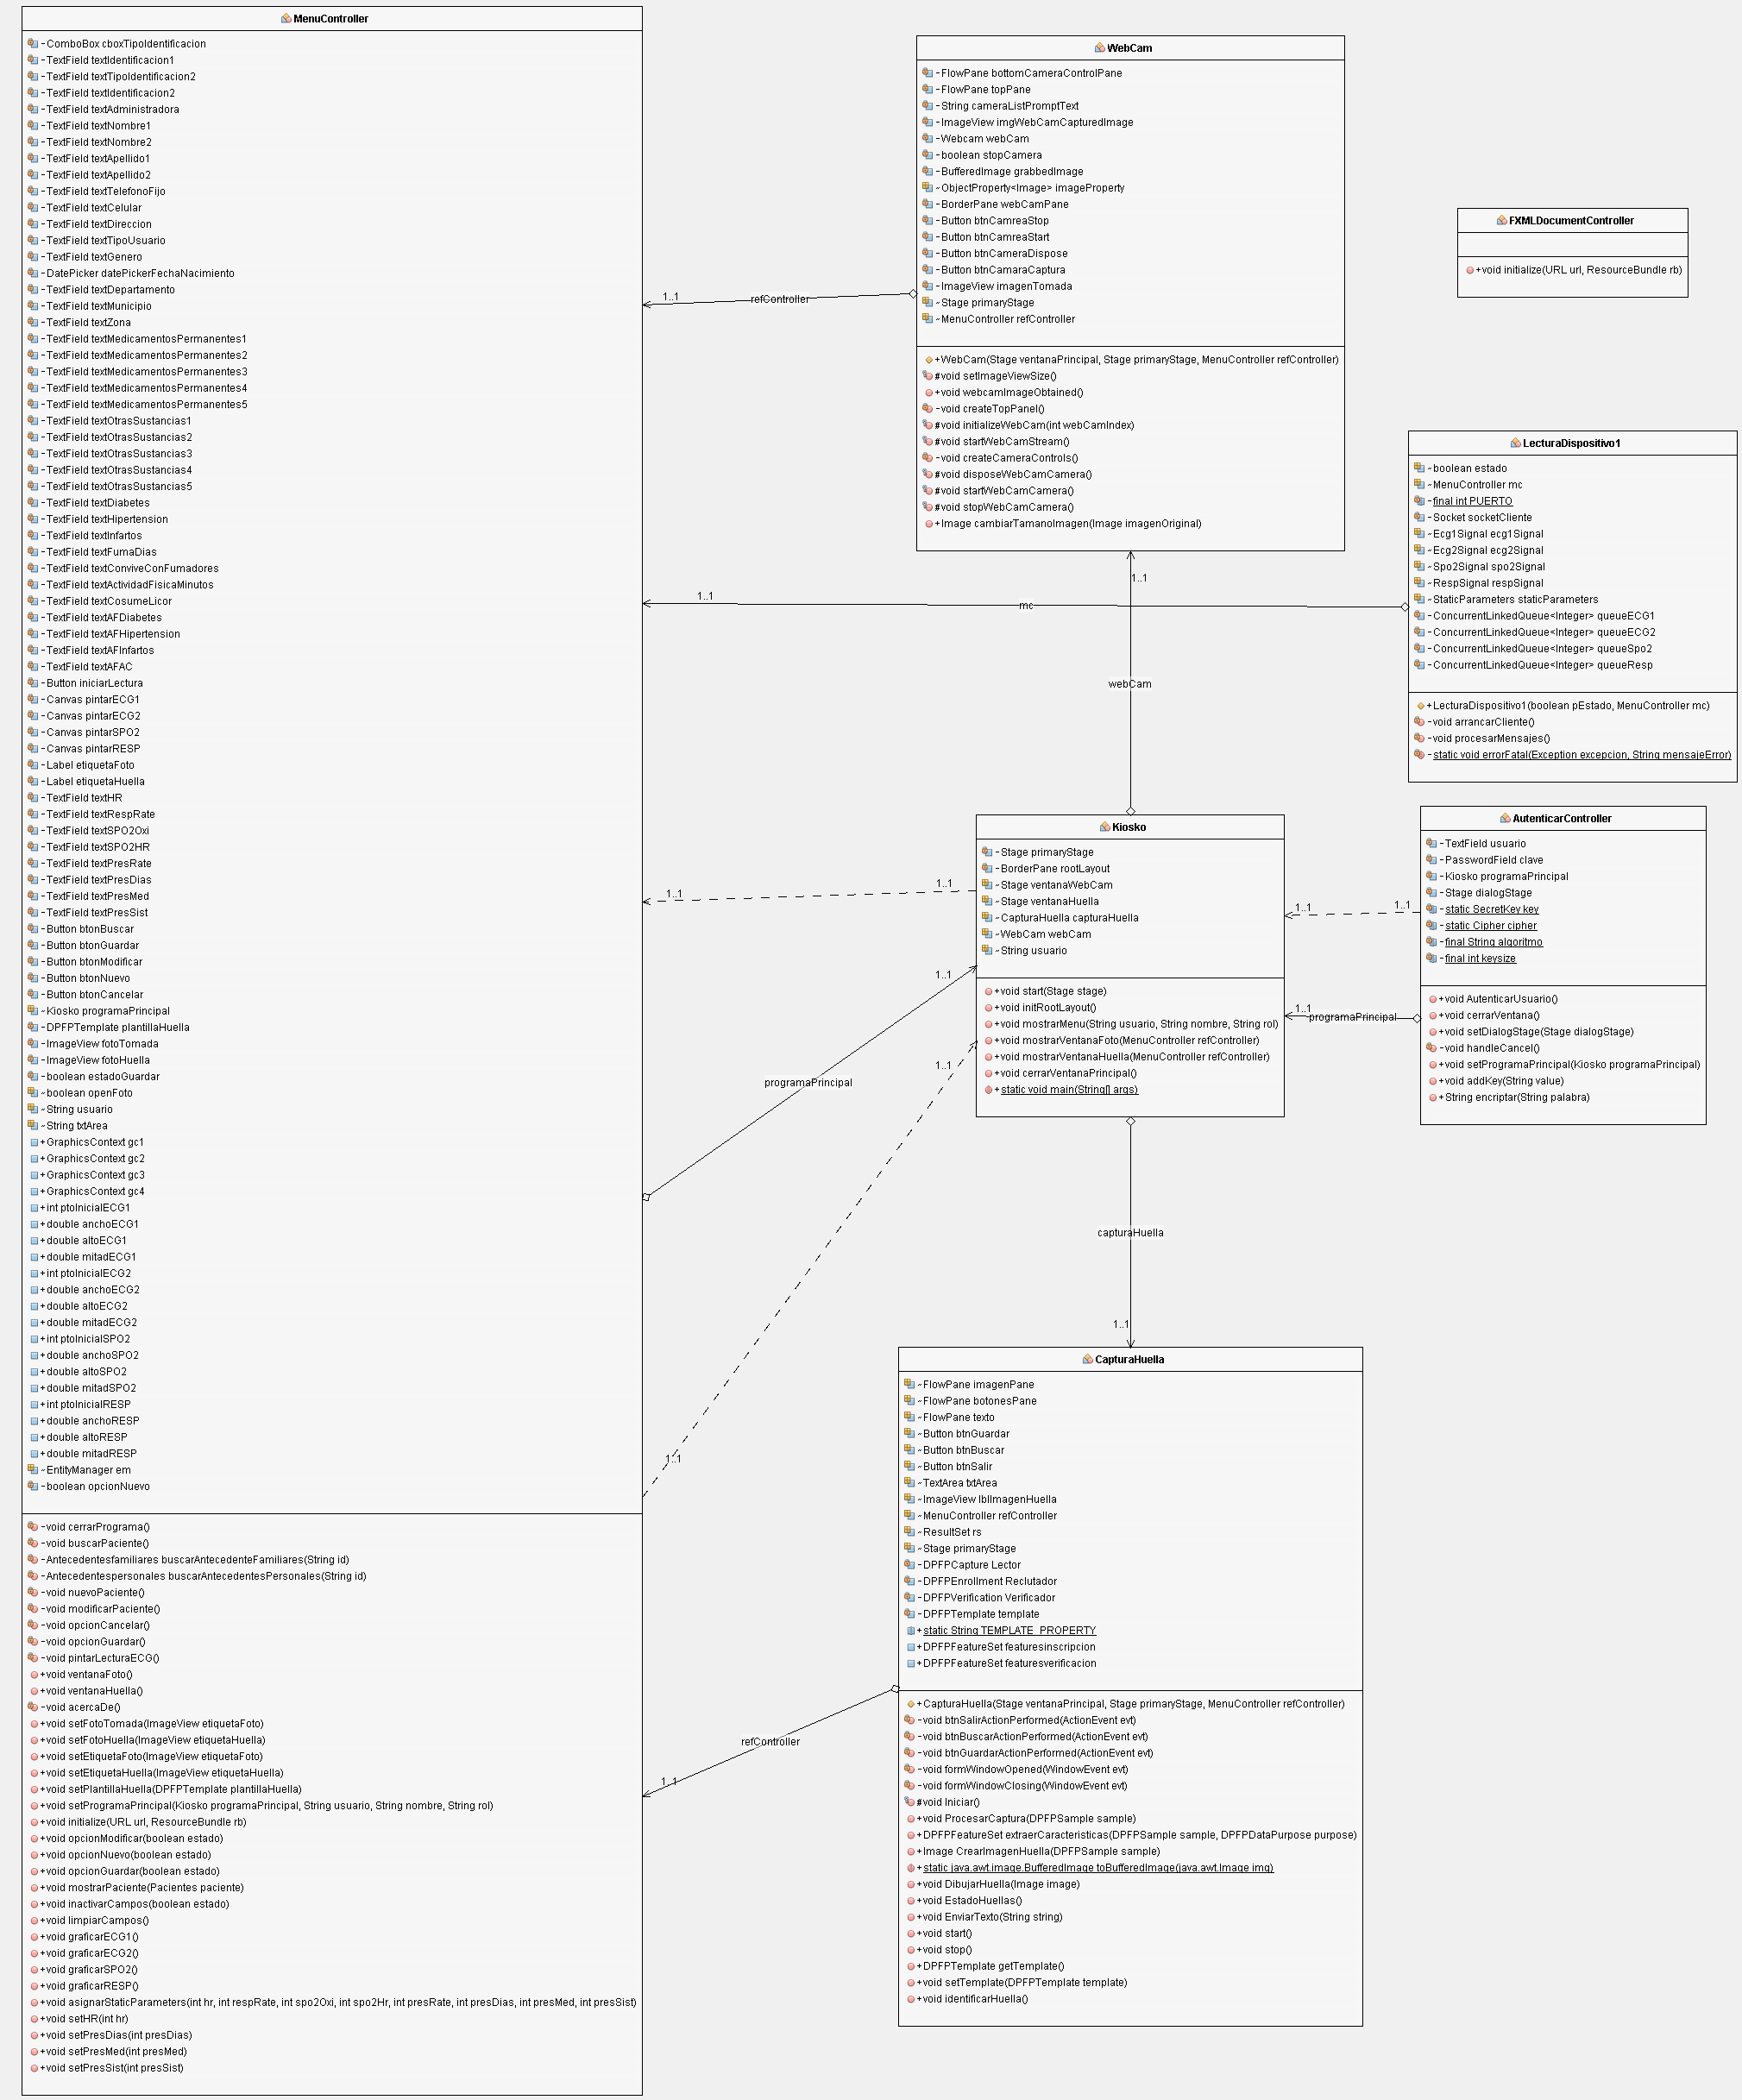 MenuController
-ComboBox cboxTipoIdentificacion
-TextField textIdentificacion1
-TextField textTipoIdentificacion2
-TextField textIdentificacion2
-TextField textAdministradora
-TextField textNombre1
-TextField textNombre2
-TextField textApellido1
-TextField textApellido2
-TextField textTelefonoFijo
-TextField textCelular
-TextField textDireccion
-TextField textTipoUsuario
-TextField textGenero
-DatePicker datePickerFechaNacimiento
-TextField textDepartamento
-TextField textMunicipio
-TextField textZona
-TextField textMedicamentosPermanentes1
-TextField textMedicamentosPermanentes2
-TextField textMedicamentosPermanentes3
-TextField textMedicamentosPermanentes4
-TextField textMedicamentosPermanentes5
-TextField textOtrasSustancias1
-TextField textOtrasSustancias2
-TextField textOtrasSustancias3
-TextField textOtrasSustancias4
-TextField textOtrasSustancias5
-TextField textDiabetes
-TextField textHipertension
-TextField textInfartos
-TextField textFumaDias
-TextField textConviveConFumadores
-TextField textActividadFisicaMinutos
-TextField textCosumeLicor
-TextField textAFDiabetes
-TextField textAFHipertension
-TextField textAFInfartos
-TextField textAFAC
-Button iniciarLectura
-Canvas pintarECG1
-Canvas pintarECG2
-Canvas pintarSPO2
-Canvas pintarRESP
-Label etiquetaFoto
-Label etiquetaHuella
-TextField textHR
-TextField textRespRate
-TextField textSPO2Oxi
-TextField textSPO2HR
-TextField textPresRate
-TextField textPresDias
-TextField textPresMed
-TextField textPresSist
-Button btonBuscar
-Button btonGuardar
-Button btonModificar
-Button btonNuevo
-Button btonCancelar
~Kiosko programaPrincipal
-DPFPTemplate plantillaHuella
-ImageView fotoTomada
-ImageView fotoHuella
-boolean estadoGuardar
~boolean openFoto
~String usuario
~String txtArea
+GraphicsContext gc1
+GraphicsContext gc2
+GraphicsContext gc3
+GraphicsContext gc4
+int ptoInicialECG1
+double anchoECG1
+double altoECG1
+double mitadECG1
+int ptoInicialECG2
+double anchoECG2
+double altoECG2
+double mitadECG2
+int ptoInicialSPO2
+double anchoSPO2
+double altoSPO2
+double mitadSPO2
+int ptoInicialRESP
+double anchoRESP
+double altoRESP
+double mitadRESP
~EntityManager em
-boolean opcionNuevo
-void cerrarPrograma()
-void buscarPaciente()
-Antecedentesfamiliares buscarAntecedenteFamiliares(String id)
-Antecedentespersonales buscarAntecedentesPersonales(String id)
-void nuevoPaciente()
-void modificarPaciente()
-void opcionCancelar()
-void opcionGuardar()
-void pintarLecturaECG()
+void ventanaFoto()
+void ventanaHuella()
-void acercaDe()
+void setFotoTomada(ImageView etiquetaFoto)
+void setFotoHuella(ImageView etiquetaHuella)
+void setEtiquetaFoto(ImageView etiquetaFoto)
+void setEtiquetaHuella(ImageView etiquetaHuella)
+void setPlantillaHuella(DPFPTemplate plantillaHuella)
+void setProgramaPrincipal(Kiosko programaPrincipal, String usuario, String nombre, String rol)
+void initialize(URL url, ResourceBundle rb)
+void opcionModificar(boolean estado)
+void opcionNuevo(boolean estado)
+void opcionGuardar(boolean estado)
+void mostrarPaciente(Pacientes paciente)
+void inactivarCampos(boolean estado)
+void limpiarCampos()
+void graficarECG1()
+void graficarECG2()
+void graficarSPO2()
+void graficarRESP()
+void asignarStaticParameters(int hr, int respRate, int spo2Oxi, int spo2Hr, int presRate, int presDias, int presMed, int presSist)
+void setHR(int hr)
+void setPresDias(int presDias)
+void setPresMed(int presMed)
+void setPresSist(int presSist)
WebCam
-FlowPane bottomCameraControlPane
-FlowPane topPane
-String cameraListPromptText
-ImageView imgWebCamCapturedImage
-Webcam webCam
-boolean stopCamera
-BufferedImage grabbedImage
~ObjectProperty<Image> imageProperty
-BorderPane webCamPane
-Button btnCamreaStop
-Button btnCamreaStart
-Button btnCameraDispose
-Button btnCamaraCaptura
-ImageView imagenTomada
~Stage primaryStage
~MenuController refController
+WebCam(Stage ventanaPrincipal, Stage primaryStage, MenuController refController)
#void setImageViewSize()
+void webcamImageObtained()
-void createTopPanel()
#void initializeWebCam(int webCamIndex)
#void startWebCamStream()
-void createCameraControls()
#void disposeWebCamCamera()
#void startWebCamCamera()
#void stopWebCamCamera()
+Image cambiarTamanoImagen(Image imagenOriginal)
FXMLDocumentController
+void initialize(URL url, ResourceBundle rb)
LecturaDispositivo1
~boolean estado
~MenuController mc
-final int PUERTO
-Socket socketCliente
~Ecg1Signal ecg1Signal
~Ecg2Signal ecg2Signal
~Spo2Signal spo2Signal
~RespSignal respSignal
~StaticParameters staticParameters
-ConcurrentLinkedQueue<Integer> queueECG1
-ConcurrentLinkedQueue<Integer> queueECG2
-ConcurrentLinkedQueue<Integer> queueSpo2
-ConcurrentLinkedQueue<Integer> queueResp
+LecturaDispositivo1(boolean pEstado, MenuController mc)
-void arrancarCliente()
-void procesarMensajes()
-static void errorFatal(Exception excepcion, String mensajeError)
Kiosko
-Stage primaryStage
-BorderPane rootLayout
~Stage ventanaWebCam
~Stage ventanaHuella
~CapturaHuella capturaHuella
~WebCam webCam
~String usuario
+void start(Stage stage)
+void initRootLayout()
+void mostrarMenu(String usuario, String nombre, String rol)
+void mostrarVentanaFoto(MenuController refController)
+void mostrarVentanaHuella(MenuController refController)
+void cerrarVentanaPrincipal()
+static void main(String[] args)
AutenticarController
-TextField usuario
-PasswordField clave
-Kiosko programaPrincipal
-Stage dialogStage
-static SecretKey key
-static Cipher cipher
-final String algoritmo
-final int keysize
+void AutenticarUsuario()
+void cerrarVentana()
+void setDialogStage(Stage dialogStage)
-void handleCancel()
+void setProgramaPrincipal(Kiosko programaPrincipal)
+void addKey(String value)
+String encriptar(String palabra)
CapturaHuella
~FlowPane imagenPane
~FlowPane botonesPane
~FlowPane texto
~Button btnGuardar
~Button btnBuscar
~Button btnSalir
~TextArea txtArea
~ImageView lblImagenHuella
~MenuController refController
~ResultSet rs
~Stage primaryStage
-DPFPCapture Lector
-DPFPEnrollment Reclutador
-DPFPVerification Verificador
-DPFPTemplate template
+static String TEMPLATE_PROPERTY
+DPFPFeatureSet featuresinscripcion
+DPFPFeatureSet featuresverificacion
+CapturaHuella(Stage ventanaPrincipal, Stage primaryStage, MenuController refController)
-void btnSalirActionPerformed(ActionEvent evt)
-void btnBuscarActionPerformed(ActionEvent evt)
-void btnGuardarActionPerformed(ActionEvent evt)
-void formWindowOpened(WindowEvent evt)
-void formWindowClosing(WindowEvent evt)
#void Iniciar()
+void ProcesarCaptura(DPFPSample sample)
+DPFPFeatureSet extraerCaracteristicas(DPFPSample sample, DPFPDataPurpose purpose)
+Image CrearImagenHuella(DPFPSample sample)
+static java.awt.image.BufferedImage toBufferedImage(java.awt.Image img)
+void DibujarHuella(Image image)
+void EstadoHuellas()
+void EnviarTexto(String string)
+void start()
+void stop()
+DPFPTemplate getTemplate()
+void setTemplate(DPFPTemplate template)
+void identificarHuella()
1..1
refController
1..1
mc
1..1
webCam
1..1
1..1
1..1
1..1
1..1
programaPrincipal
1..1
programaPrincipal
1..1
1..1
capturaHuella
1..1
refController
1..1